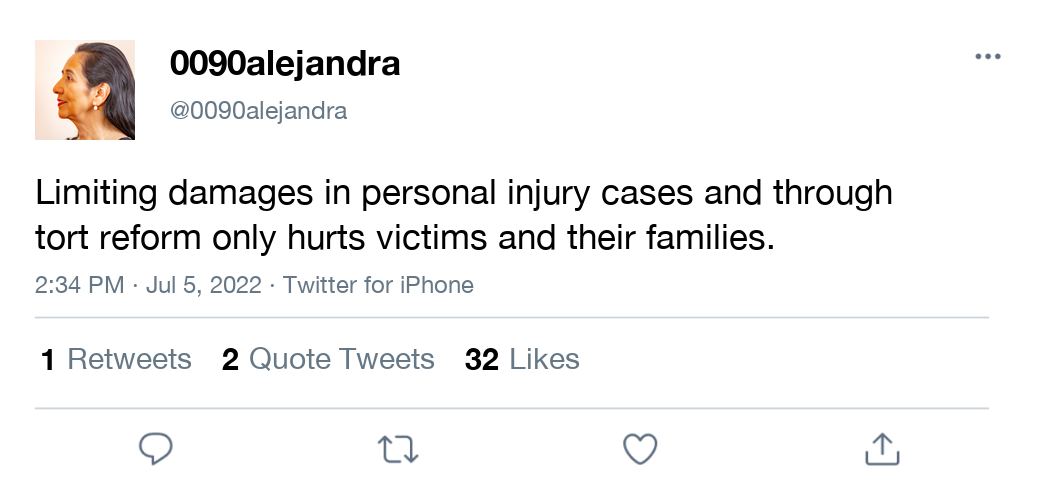 0090alejandra
@0090alejandra
Limiting damages in personal injury cases and through
tort reform only hurts victims and their families.
2:34 PM · Jul 5, 2022 · Twitter for iPhone
1 Retweets 2 Quote Tweets 32 Likes